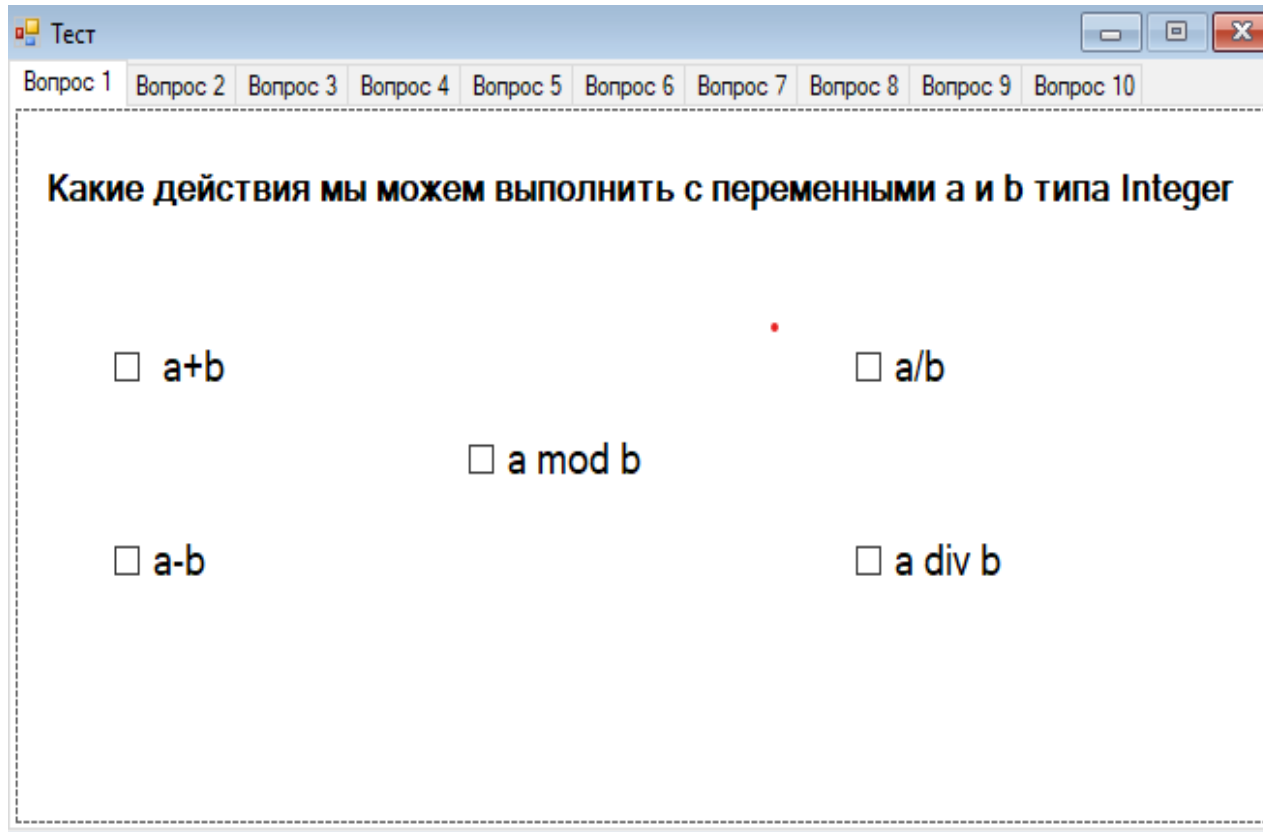 Тест
Вопрос 1 Вопрос 2 Вопрос 3 Вопрос 4 Вопрос 5 Вопрос 6 Вопрос 7 Вопрос 8 Вопрос 9 Вопрос 10
Какие действия мы можем выполнить с переменными a и b типа Integer
a+b
a/b
a mod b
a-b
a div b